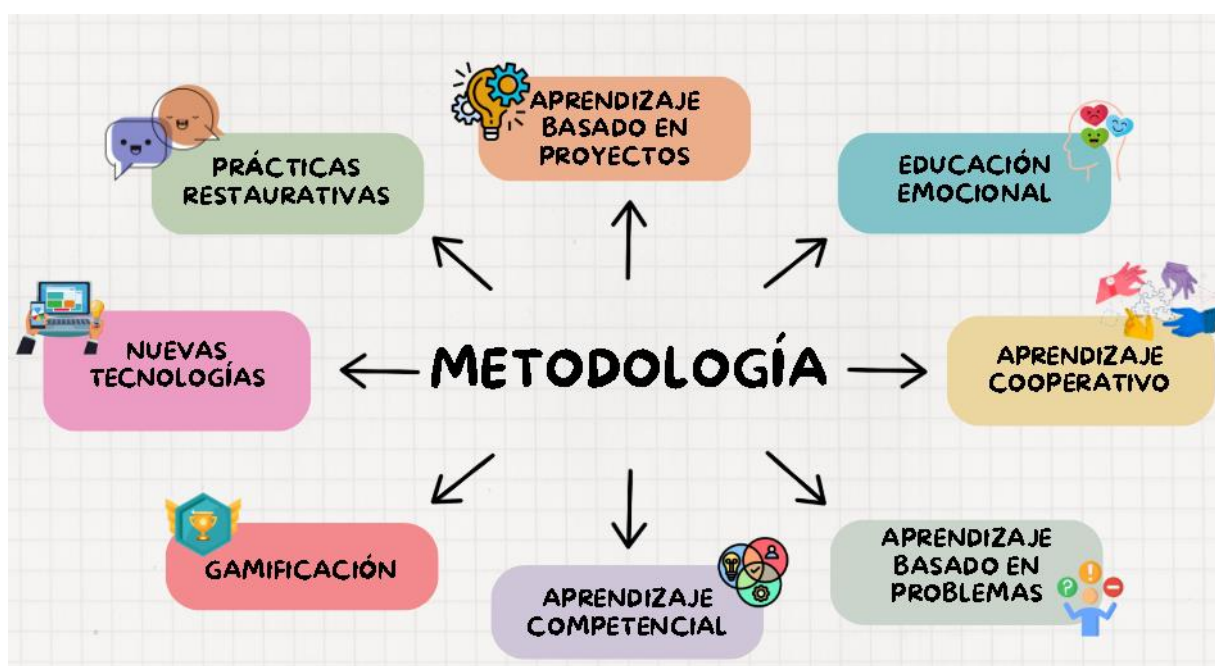 APRENDIZAJE
BASADO EN
PROYECTOS
PRÁCTICAS
RESTAURATIVAS
EDUCACIÓN
EMOCIONAL
NUEVAS
TECNOLOGÍAS
METODOLOGÍA
APRENDIZAJE
COOPERATIVO
GAMIFICACIÓN
APRENDIZAJE
COMPETENCIAL
APRENDIZAJE
BASADO EN
PROBLEMAS